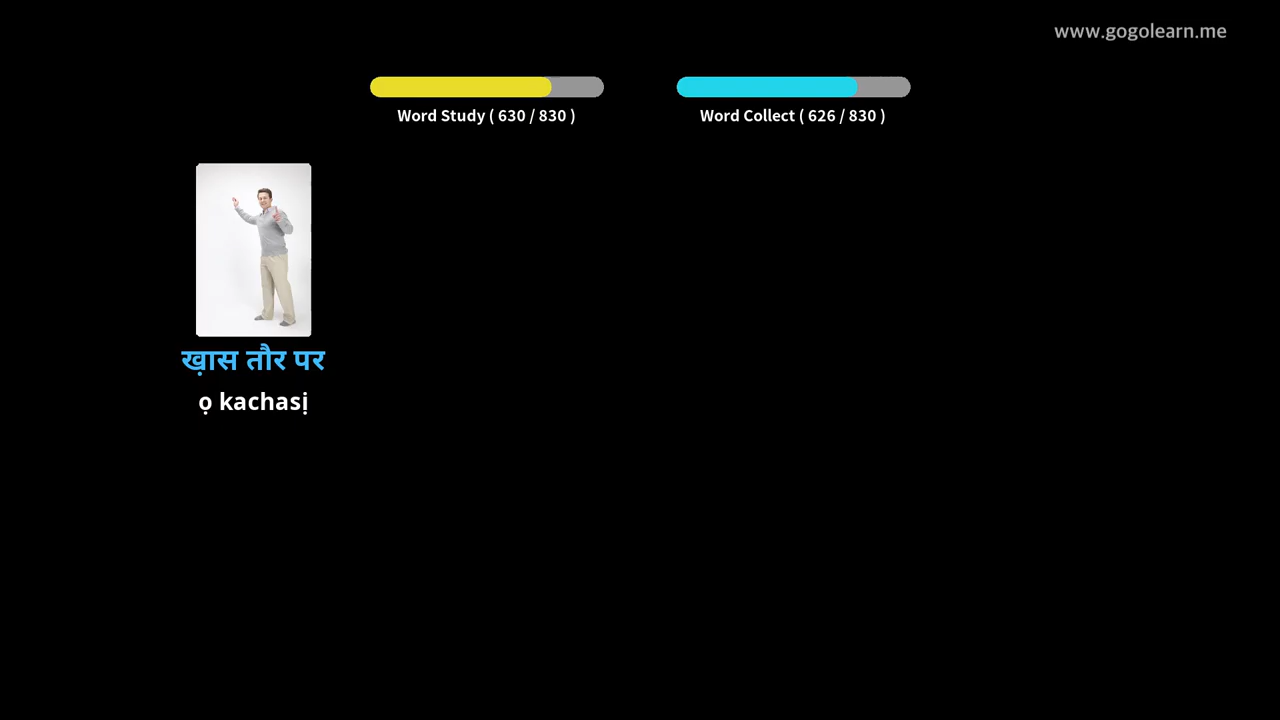 www.gogolearn.me
Word Study ( 630 / 830 )
Word Collect ( 626 / 830 )
ख़ास तौर पर
ọ kachasị